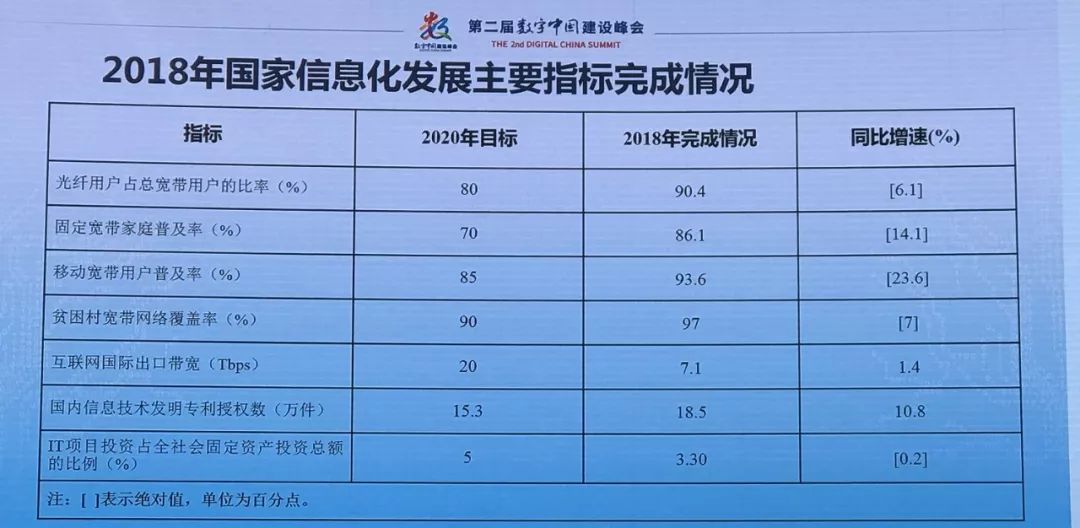 数字中国建设峰会
第二届数字中国建设峰会
THE 2nd DIGITAL CHINA SUMMIT
2018年国家信息化发展主要指标完成情况
指标 2020年目标 2018年完成情况 同比增速(%)
光纤用户占总宽带用户的比率（%） 80 90.4 [6.1]
固定宽带家庭普及率（%） 70 86.1 [14.1]
移动宽带用户普及率（%） 85 93.6 [23.6]
贫困村宽带网络覆盖率（%） 90 97 [7]
互联网国际出口带宽（Tbps） 20 7.1 1.4
国内信息技术发明专利授权数（万件） 15.3 18.5 10.8
IT项目投资占全社会固定资产投资总额
的比例（%） 5 3.30 [0.2]
注：[ ]表示绝对值，单位为百分点。